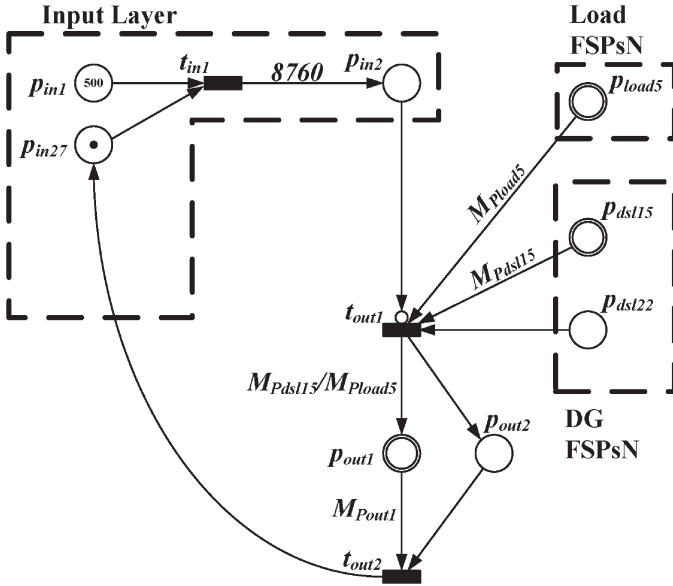 Input Layer
Load
FSPsN
p_in1
500
t_in1
8760
p_in2
p_load5
p_in27
M_Pload5
p_dsl15
M_Pdsl15
t_out1
p_dsl22
M_Pdsl15/M_Pload5
DG
FSPsN
p_out1
p_out2
M_Pout1
t_out2